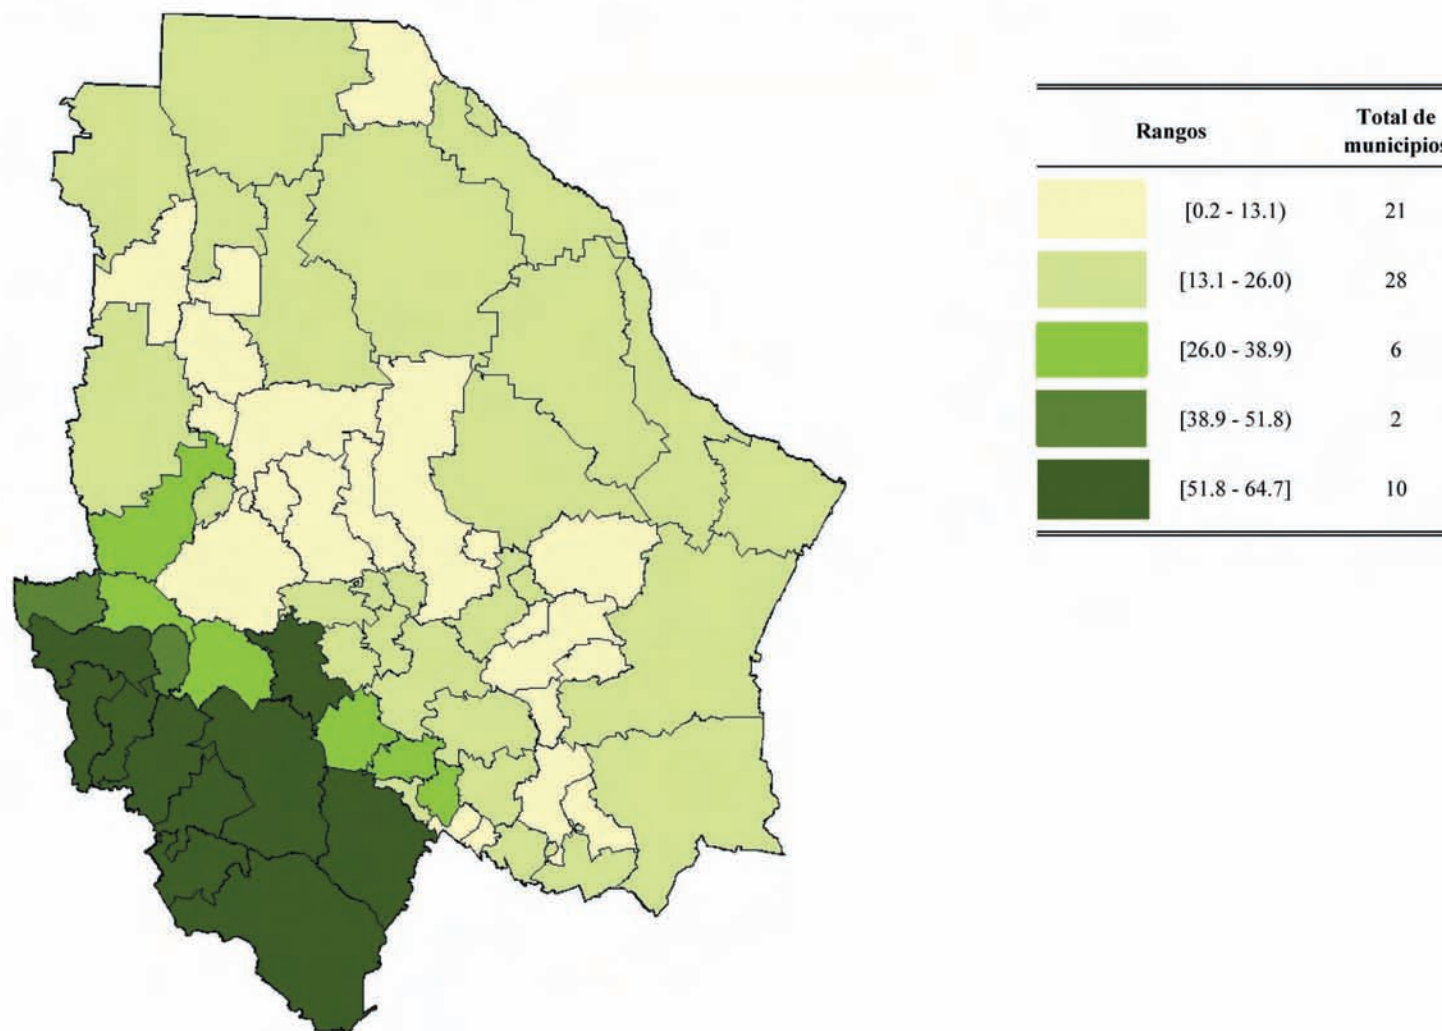 Rangos
Total de
municipios
[0.2 - 13.1) 21
[13.1 - 26.0) 28
[26.0 - 38.9) 6
[38.9 - 51.8) 2
[51.8 - 64.7] 10